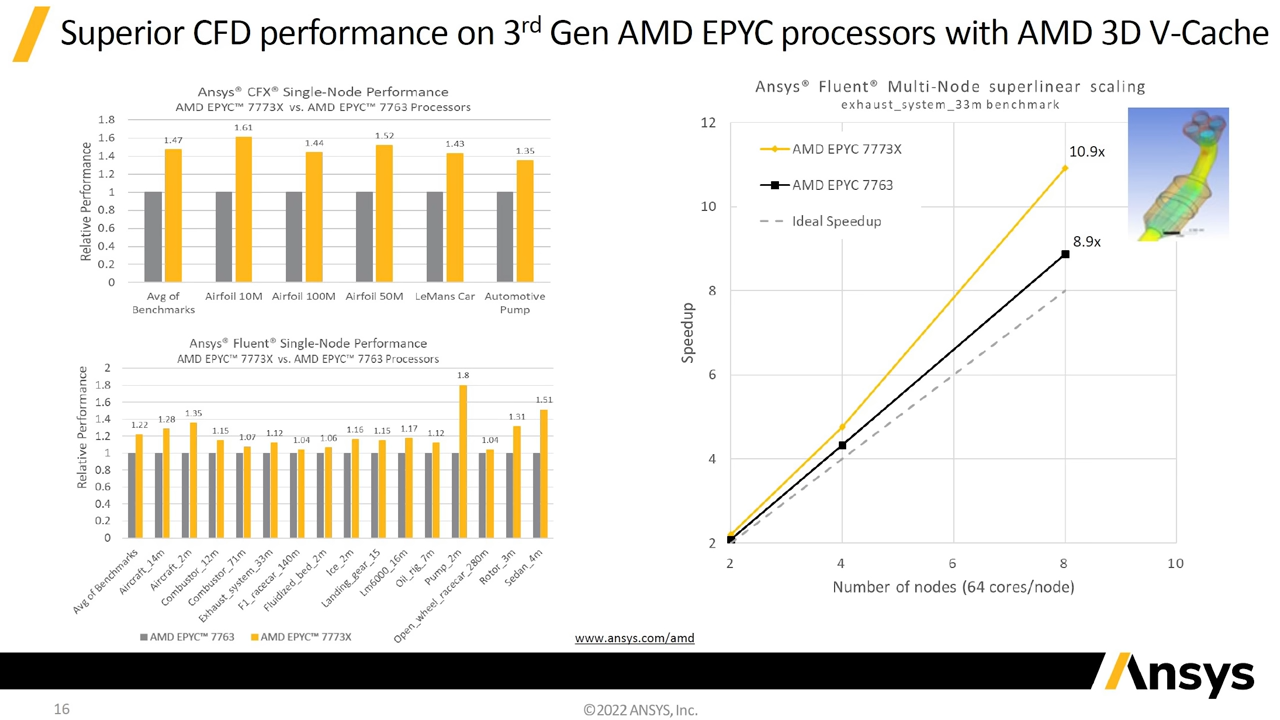 Superior CFD performance on 3rd Gen AMD EPYC processors with AMD 3D V-Cache
Ansys® CFX® Single-Node Performance
AMD EPYC™ 7773X vs. AMD EPYC™ 7763 Processors
Relative Performance
1.8
1.6
1.4
1.2
1
0.8
0.6
0.4
0.2
0
1.47
1.61
1.44
1.52
1.43
1.35
Avg of Benchmarks
Airfoil 10M
Airfoil 100M
Airfoil 50M
LeMans Car
Automotive Pump
Ansys® Fluent® Single-Node Performance
AMD EPYC™ 7773X vs. AMD EPYC™ 7763 Processors
Relative Performance
2
1.8
1.6
1.4
1.2
1
0.8
0.6
0.4
0.2
0
1.22
1.28
1.35
1.15
1.07
1.12
1.04
1.06
1.16
1.15
1.17
1.12
1.8
1.04
1.31
1.51
Avg of Benchmarks
Aircraft_14m
Aircraft_2m
Combustor_12m
Combustor_71m
Exhaust_system_33m
F1_racecar_140m
Fluidized_bed_2m
Ice_2m
Landing_gear_15
Lm6000_16m
Oil_rig_7m
Pump_2m
Open_wheel_racecar_280m
Rotor_3m
Sedan_4m
AMD EPYC™ 7763
AMD EPYC™ 7773X
Ansys® Fluent® Multi-Node superlinear scaling
exhaust_system_33m benchmark
Speedup
12
10
8
6
4
2
AMD EPYC 7773X
AMD EPYC 7763
Ideal Speedup
10.9x
8.9x
2
4
6
8
10
Number of nodes (64 cores/node)
www.ansys.com/amd
Ansys
16
©2022 ANSYS, Inc.